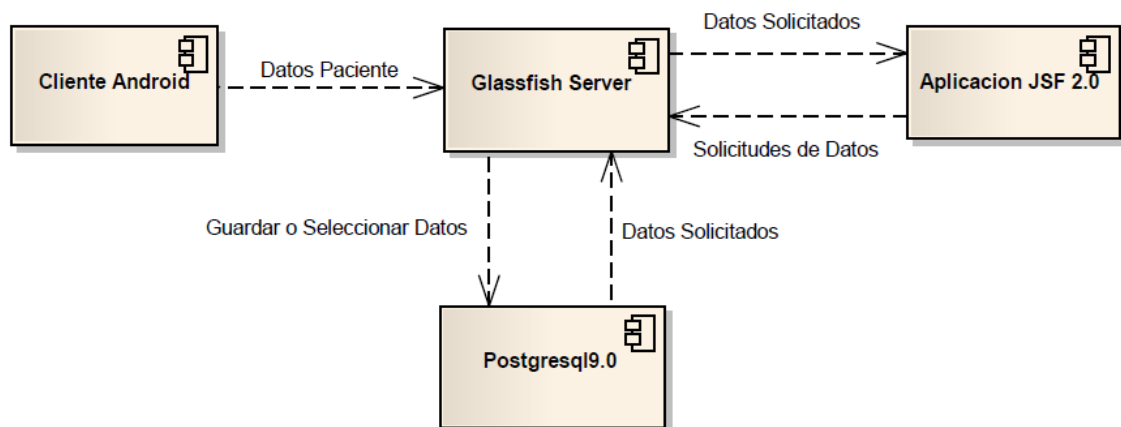 Datos Solicitados
Cliente Android
Datos Paciente
Glassfish Server
Aplicacion JSF 2.0
Solicitudes de Datos
Guardar o Seleccionar Datos
Datos Solicitados
Postgresql9.0